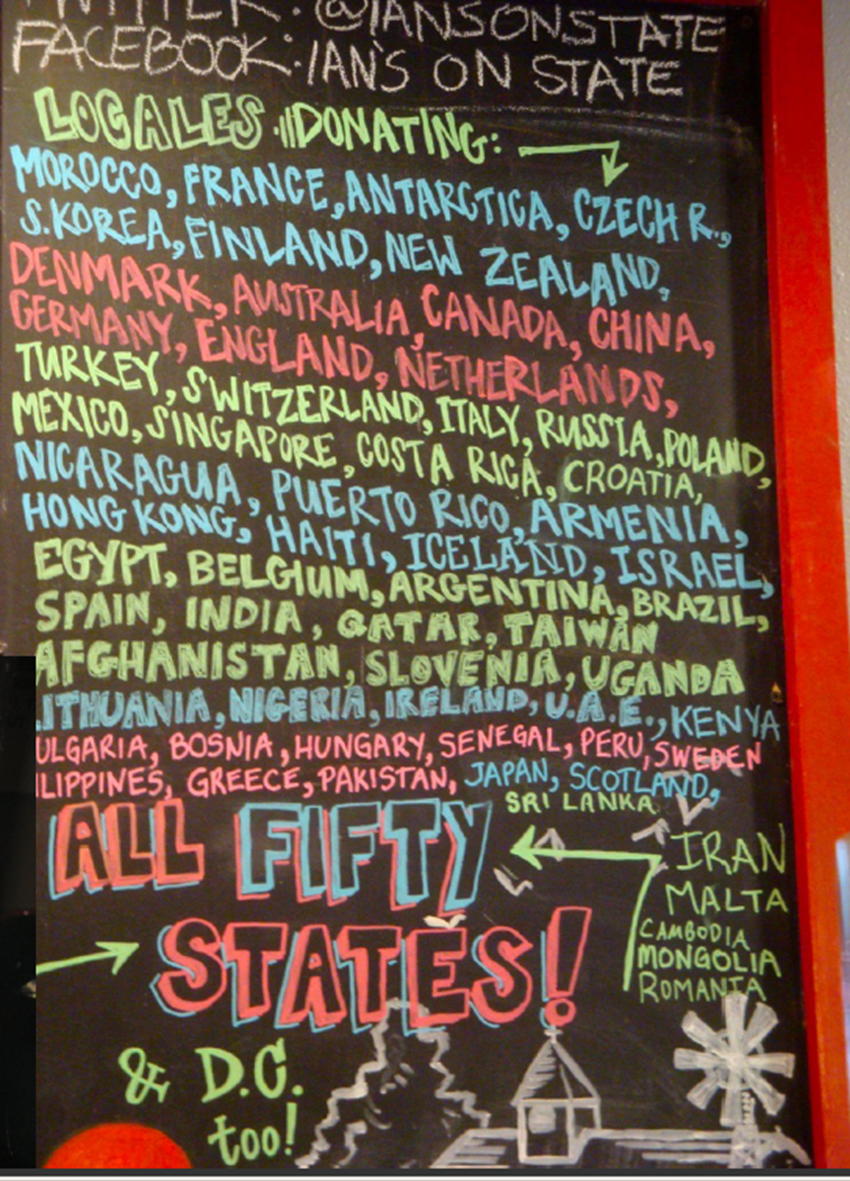 TWITTER: @IANSONSTATE
FACEBOOK: IAN'S ON STATE
LOCALES DONATING:
MOROCCO, FRANCE, ANTARCTICA, CZECH R.,
S.KOREA, FINLAND, NEW ZEALAND,
DENMARK, AUSTRALIA, CANADA, CHINA,
GERMANY, ENGLAND, NETHERLANDS,
TURKEY, SWITZERLAND, ITALY, RUSSIA, POLAND,
MEXICO, SINGAPORE, COSTA RICA, CROATIA,
NICARAGUA, PUERTO RICO, ARMENIA,
HONG KONG, HAITI, ICELAND, ISRAEL,
EGYPT, BELGIUM, ARGENTINA, BRAZIL,
SPAIN, INDIA, QATAR, TAIWAN
AFGHANISTAN, SLOVENIA, UGANDA
ITHUANIA, NIGERIA, IRELAND, U.A.E., KENYA
ULGARIA, BOSNIA, HUNGARY, SENEGAL, PERU, SWEDEN
ILIPPINES, GREECE, PAKISTAN, JAPAN, SCOTLAND,
SRI LANKA
ALL FIFTY
STATES!
IRAN
MALTA
CAMBODIA
MONGOLIA
ROMANIA
& D.C.
too!